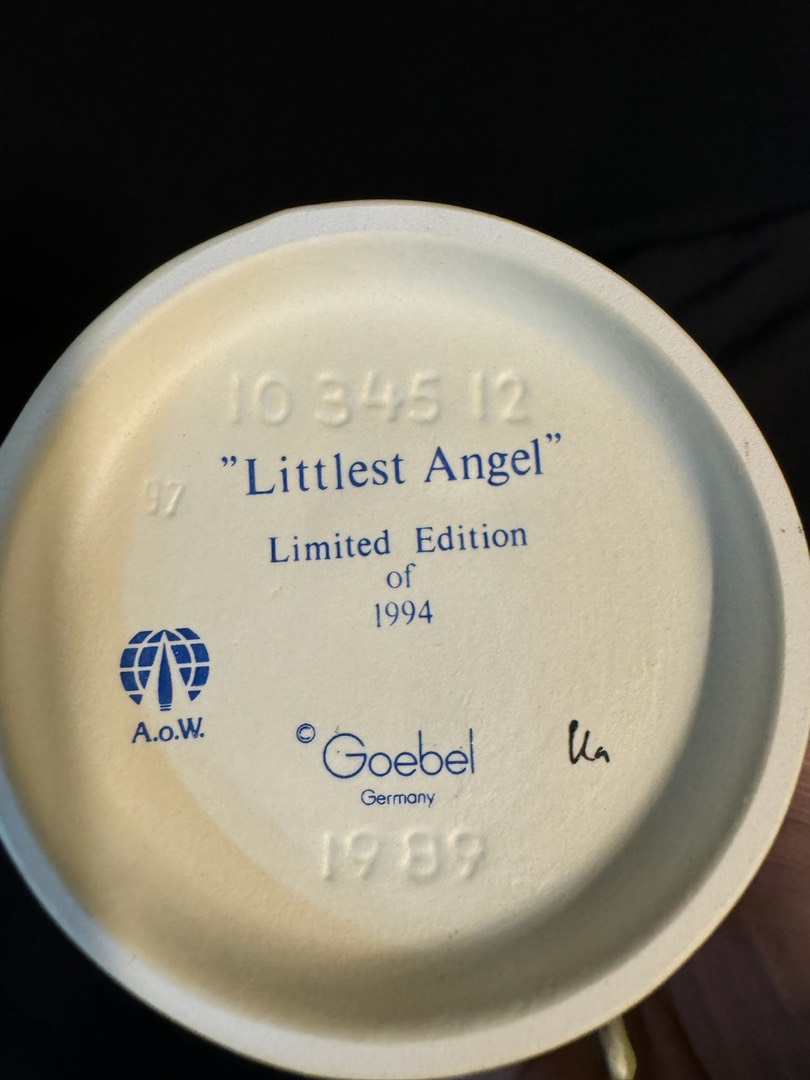 10 345 12
"Littlest Angel"
97
Limited Edition
of
1994
A.o.W.
© Goebel
Germany
1989